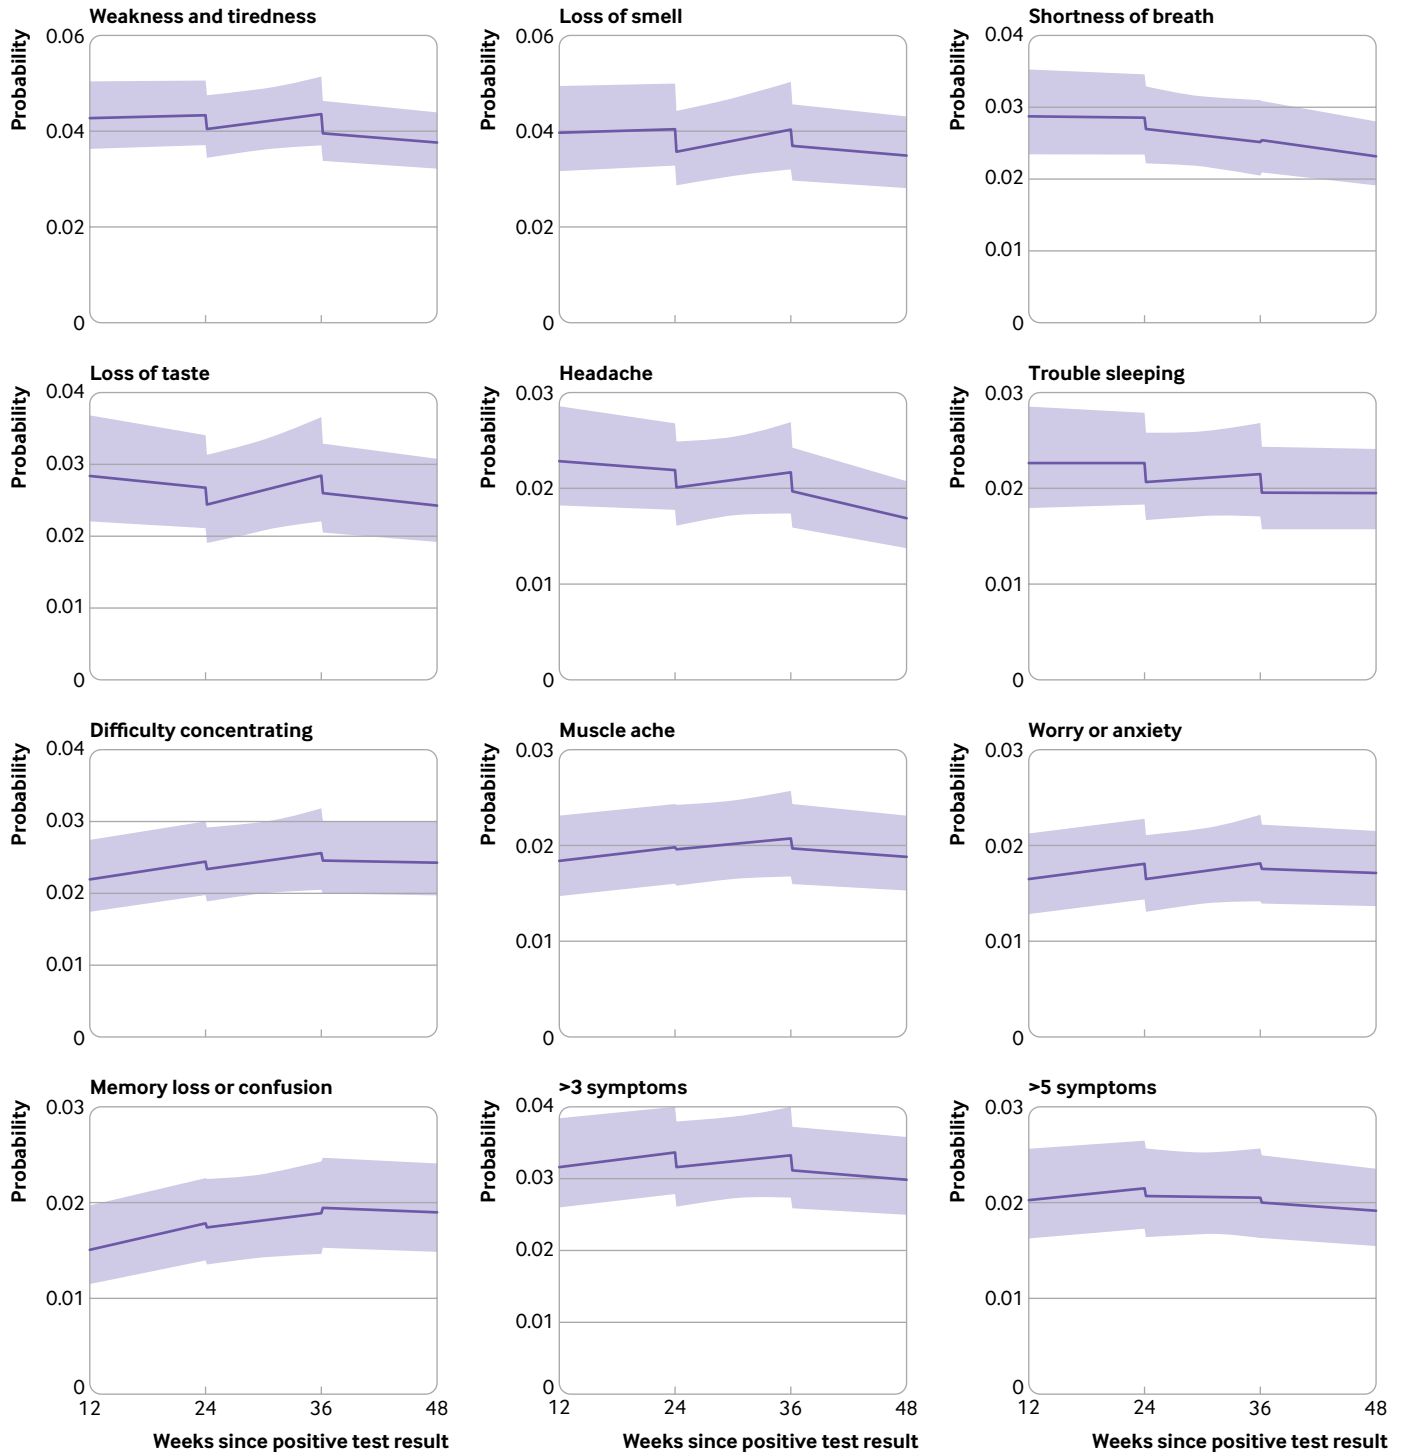 Weakness and tiredness
Probability
0.06
0.04
0.02
0
Loss of smell
Probability
0.06
0.04
0.02
0
Shortness of breath
Probability
0.04
0.03
0.02
0.01
0
Loss of taste
Probability
0.04
0.03
0.02
0.01
0
Headache
Probability
0.03
0.02
0.01
0
Trouble sleeping
Probability
0.03
0.02
0.01
0
Difficulty concentrating
Probability
0.04
0.03
0.02
0.01
0
Muscle ache
Probability
0.03
0.02
0.01
0
Worry or anxiety
Probability
0.03
0.02
0.01
0
Memory loss or confusion
Probability
0.03
0.02
0.01
0
12 24 36 48
Weeks since positive test result
>3 symptoms
Probability
0.04
0.03
0.02
0.01
0
12 24 36 48
Weeks since positive test result
>5 symptoms
Probability
0.03
0.02
0.01
0
12 24 36 48
Weeks since positive test result